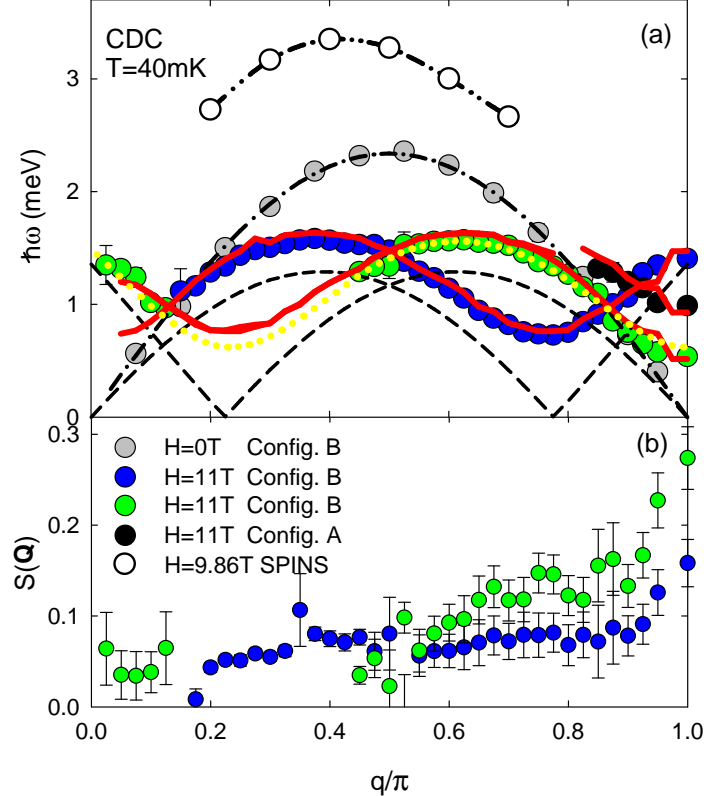 CDC
T=40mK
(a)
3
2
1
0
ħω (meV)
(b)
H=0T Config. B
H=11T Config. B
H=11T Config. B
H=11T Config. A
H=9.86T SPINS
0.3
0.2
0.1
0.0
S(Q)
0.0 0.2 0.4 0.6 0.8 1.0
q/π